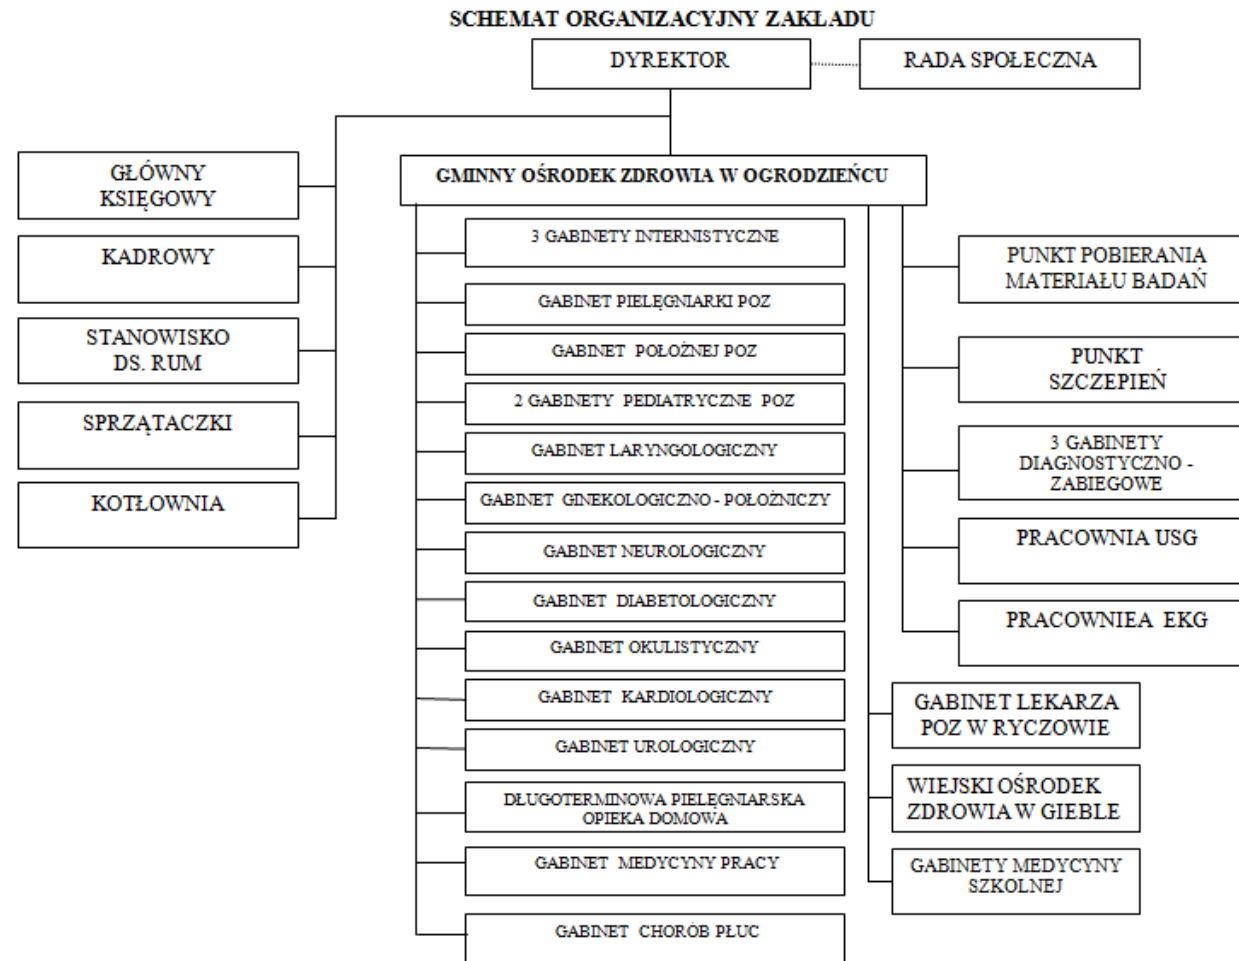 SCHEMAT ORGANIZACYJNY ZAKŁADU
DYREKTOR
RADA SPOŁECZNA
GŁÓWNY
KSIĘGOWY
KADROWY
STANOWISKO
DS. RUM
SPRZĄTACZKI
KOTŁOWNIA
GMINNY OŚRODEK ZDROWIA W OGRODZIEŃCU
3 GABINETY INTERNISTYCZNE
GABINET PIELĘGNIARKI POZ
GABINET POŁOŻNEJ POZ
2 GABINETY PEDIATRYCZNE POZ
GABINET LARYNGOLOGICZNY
GABINET GINEKOLOGICZNO - POŁOŻNICZY
GABINET NEUROLOGICZNY
GABINET DIABETOLOGICZNY
GABINET OKULISTYCZNY
GABINET KARDIOLOGICZNY
GABINET UROLOGICZNY
DŁUGOTERMINOWA PIELĘGNIARSKA
OPIEKA DOMOWA
GABINET MEDYCYNY PRACY
GABINET CHORÓB PŁUC
PUNKT POBIERANIA
MATERIAŁU BADAŃ
PUNKT
SZCZEPIEŃ
3 GABINETY
DIAGNOSTYCZNO -
ZABIEGOWE
PRACOWNIA USG
PRACOWNIEA EKG
GABINET LEKARZA
POZ W RYCZOWIE
WIEJSKI OŚRODEK
ZDROWIA W GIEBLE
GABINETY MEDYCYNY
SZKOLNEJ